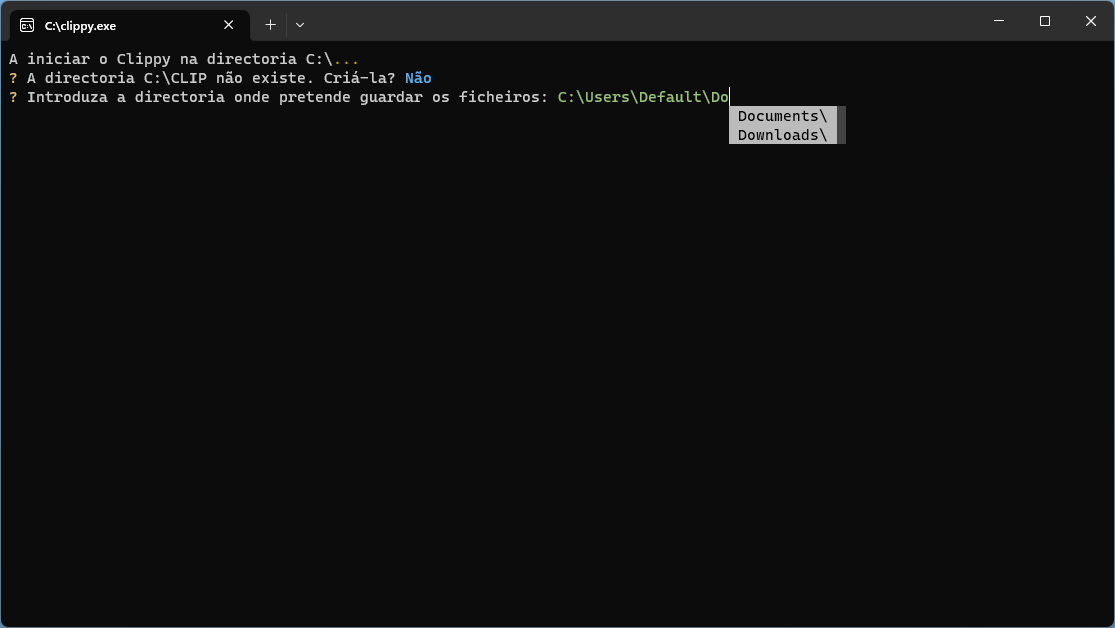 C:\clippy.exe
A iniciar o Clippy na directoria C:\...
? A directoria C:\CLIP não existe. Criá-la? Não
? Introduza a directoria onde pretende guardar os ficheiros: C:\Users\Default\Do
Documents\
Downloads\